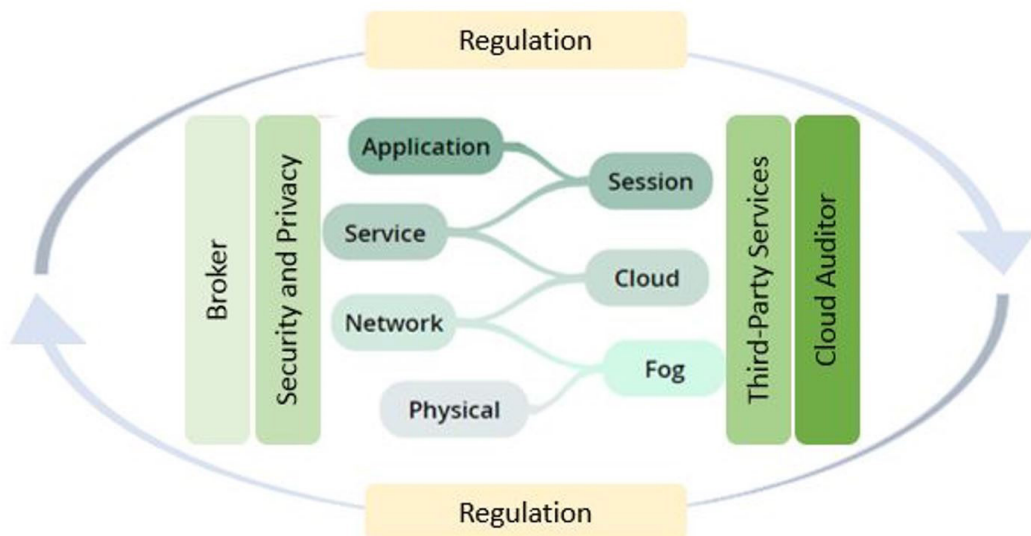 Regulation
Broker
Security and Privacy
Application
Session
Service
Cloud
Network
Fog
Physical
Third-Party Services
Cloud Auditor
Regulation